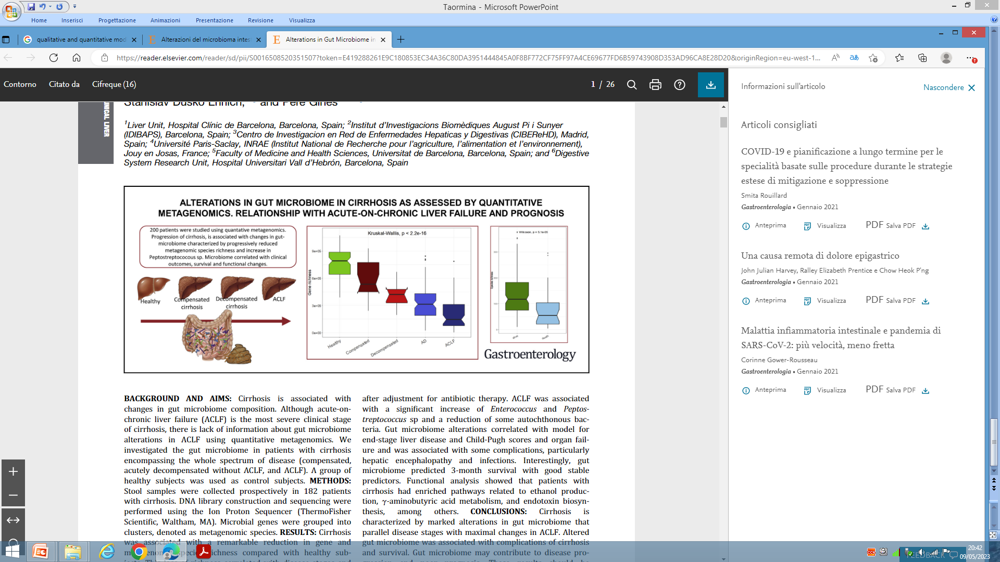 Taormina - Microsoft PowerPoint
Home Inserisci Progettazione Animazioni Presentazione Revisione Visualizza
qualitative and quantitative mod
Alterazioni del microbioma intes
Alterations in Gut Microbiome in
https://reader.elsevier.com/reader/sd/pii/S0016508520351507?token=E419288261E9C180853EC34A36C80DA3951444845A0F8BF772CF75FF97A4CE69677FD6B59743908D353AD96CA8E28D20&originRegion=eu-west-1...
Contorno Citato da Cifreque (16)
1 / 26
INICAL LIVER
Stanislav Dusko Ehrlich, and Pere Ginès
1Liver Unit, Hospital Clínic de Barcelona, Barcelona, Spain; 2Institut d'Investigacions Biomèdiques August Pi i Sunyer
(IDIBAPS), Barcelona, Spain; 3Centro de Investigacion en Red de Enfermedades Hepaticas y Digestivas (CIBEReHD), Madrid,
Spain; 4Université Paris-Saclay, INRAE (Institut National de Recherche pour l'agriculture, l'alimentation et l'environnement),
Jouy en Josas, France; 5Faculty of Medicine and Health Sciences, Universitat de Barcelona, Barcelona, Spain; and 6Digestive
System Research Unit, Hospital Universitari Vall d'Hebrón, Barcelona, Spain
ALTERATIONS IN GUT MICROBIOME IN CIRRHOSIS AS ASSESSED BY QUANTITATIVE
METAGENOMICS. RELATIONSHIP WITH ACUTE-ON-CHRONIC LIVER FAILURE AND PROGNOSIS
200 patients were studied using quantative metagenomics.
Progression of cirrhosis, is associated with changes in gut-
microbiome characterized by progressively reduced
metagenomic species richness and increase in
Peptostreptococous sp. Microbiome correlated with clinical
outcomes, survival and functional changes.
Healthy
Compensated
cirrhosis
Decompensated
cirrhosis
ACLF
Kruskal-Wallis, p < 2.2e-16
Gene richness
9e+05
6e+05
3e+05
0e+00
Healthy Compensated Decompensated AD ACLF
Wilcoxon, p = 5.1e-05
alive death
Gastroenterology
BACKGROUND AND AIMS: Cirrhosis is associated with
changes in gut microbiome composition. Although acute-on-
chronic liver failure (ACLF) is the most severe clinical stage
of cirrhosis, there is lack of information about gut microbiome
alterations in ACLF using quantitative metagenomics. We
investigated the gut microbiome in patients with cirrhosis
encompassing the whole spectrum of disease (compensated,
acutely decompensated without ACLF, and ACLF). A group of
healthy subjects was used as control subjects. METHODS:
Stool samples were collected prospectively in 182 patients
with cirrhosis. DNA library construction and sequencing were
performed using the Ion Proton Sequencer (ThermoFisher
Scientific, Waltham, MA). Microbial genes were grouped into
clusters, denoted as metagenomic species. RESULTS: Cirrhosis
was associated with a remarkable reduction in gene and
richness compared with healthy sub-
after adjustment for antibiotic therapy. ACLF was associated
with a significant increase of Enterococcus and Peptos-
treptococcus sp and a reduction of some autochthonous bac-
teria. Gut microbiome alterations correlated with model for
end-stage liver disease and Child-Pugh scores and organ fail-
ure and was associated with some complications, particularly
hepatic encephalopathy and infections. Interestingly, gut
microbiome predicted 3-month survival with good stable
predictors. Functional analysis showed that patients with
cirrhosis had enriched pathways related to ethanol produc-
tion, γ-aminobutyric acid metabolism, and endotoxin biosyn-
thesis, among others. CONCLUSIONS: Cirrhosis is
characterized by marked alterations in gut microbiome that
parallel disease stages with maximal changes in ACLF. Altered
gut microbiome was associated with complications of cirrhosis
and survival. Gut microbiome may contribute to disease pro-
Informazioni sull'articolo
Nascondere
Articoli consigliati
COVID-19 e pianificazione a lungo termine per le
specialità basate sulle procedure durante le strategie
estese di mitigazione e soppressione
Smita Rouillard
Gastroenterologia • Gennaio 2021
Anteprima Visualizza PDF Salva PDF
Una causa remota di dolore epigastrico
John Julian Harvey, Ralley Elizabeth Prentice e Chow Heok P'ng
Gastroenterologia • Gennaio 2021
Anteprima Visualizza PDF Salva PDF
Malattia infiammatoria intestinale e pandemia di
SARS-CoV-2: più velocità, meno fretta
Corinne Gower-Rousseau
Gastroenterologia • Gennaio 2021
Anteprima Visualizza PDF Salva PDF
FEEDBACK
20:42
09/05/2023